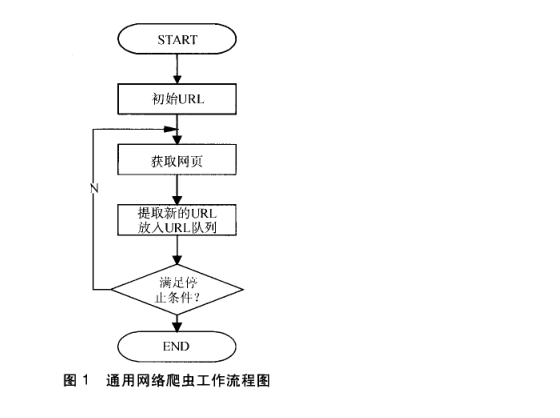 START
初始URL
获取网页
N
提取新的URL
放入URL队列
满足停
止条件?
END
图 1 通用网络爬虫工作流程图